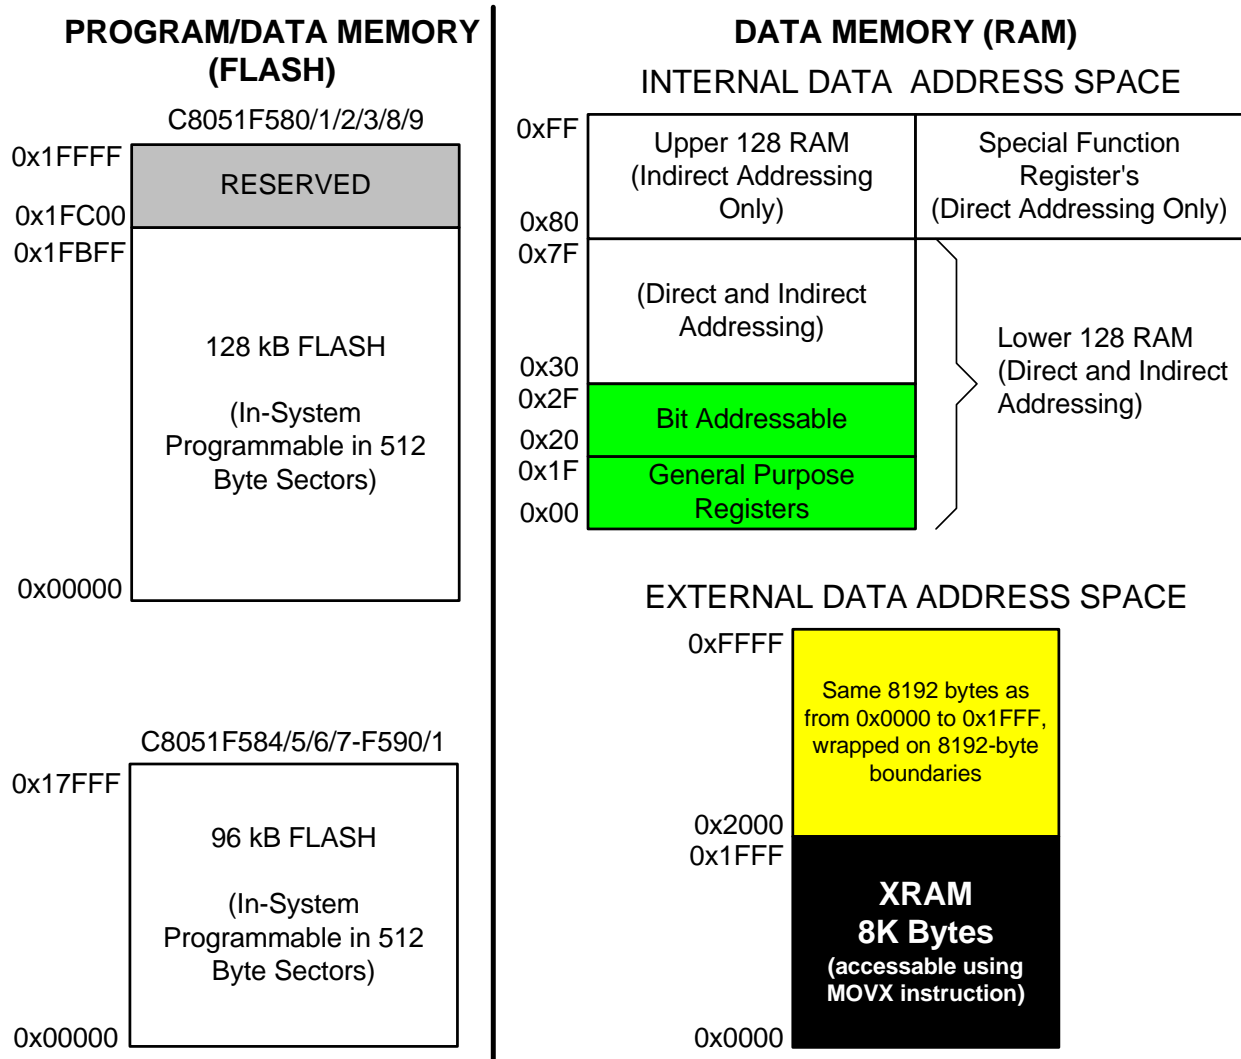 PROGRAM/DATA MEMORY
(FLASH)
C8051F580/1/2/3/8/9
0x1FFFF
RESERVED
0x1FC00
0x1FBFF
128 kB FLASH
(In-System
Programmable in 512
Byte Sectors)
0x00000
C8051F584/5/6/7-F590/1
0x17FFF
96 kB FLASH
(In-System
Programmable in 512
Byte Sectors)
0x00000
DATA MEMORY (RAM)
INTERNAL DATA ADDRESS SPACE
0xFF
Upper 128 RAM
(Indirect Addressing
Only)
0x80
Special Function
Register's
(Direct Addressing Only)
0x7F
(Direct and Indirect
Addressing)
0x30
0x2F
Bit Addressable
0x20
0x1F
General Purpose
Registers
0x00
Lower 128 RAM
(Direct and Indirect
Addressing)
EXTERNAL DATA ADDRESS SPACE
0xFFFF
Same 8192 bytes as
from 0x0000 to 0x1FFF,
wrapped on 8192-byte
boundaries
0x2000
0x1FFF
XRAM
8K Bytes
(accessable using
MOVX instruction)
0x0000